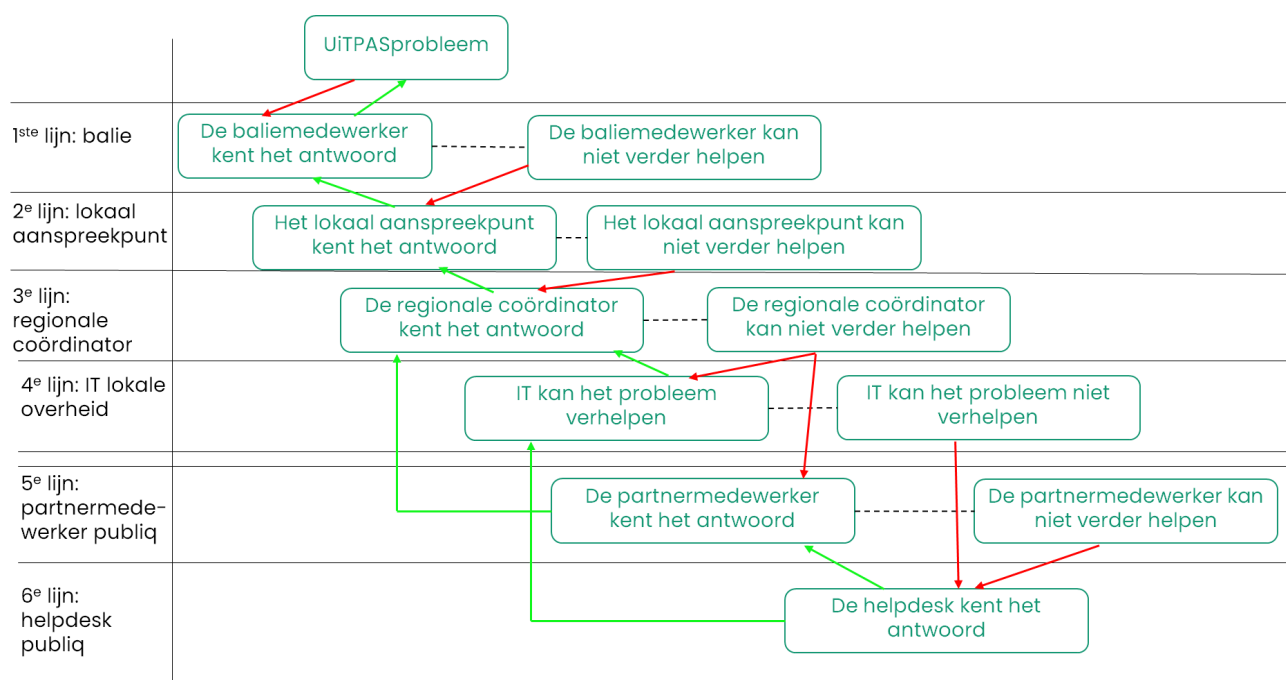 UiTPASprobleem
1ste lijn: balie
De baliemedewerker
kent het antwoord
De baliemedewerker kan
niet verder helpen
2e lijn: lokaal
aanspreekpunt
Het lokaal aanspreekpunt
kent het antwoord
Het lokaal aanspreekpunt kan
niet verder helpen
3e lijn:
regionale
coördinator
De regionale coördinator
kent het antwoord
De regionale coördinator
kan niet verder helpen
4e lijn: IT lokale
overheid
IT kan het probleem
verhelpen
IT kan het probleem niet
verhelpen
5e lijn:
partnermede-
werker publiq
De partnermedewerker
kent het antwoord
De partnermedewerker kan
niet verder helpen
6e lijn:
helpdesk
publiq
De helpdesk kent het
antwoord